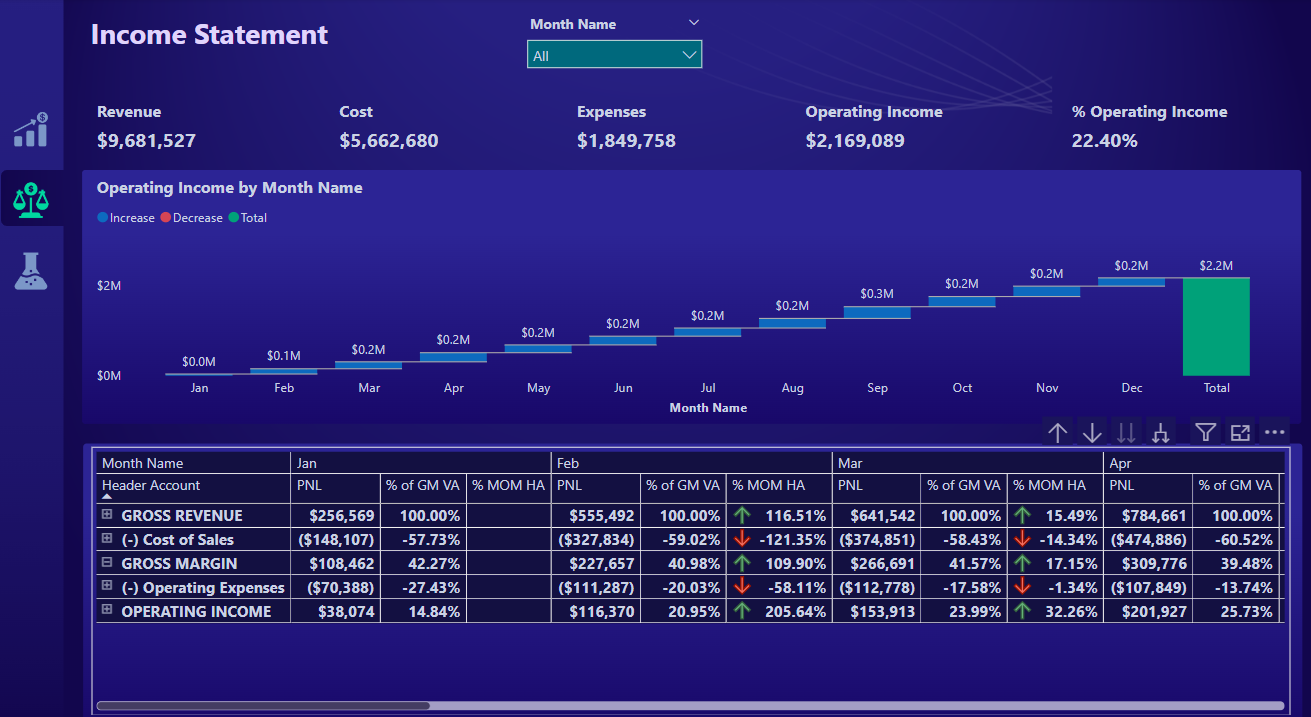 Income Statement
Month Name
All
Revenue Cost Expenses Operating Income % Operating Income
$9,681,527 $5,662,680 $1,849,758 $2,169,089 22.40%
Operating Income by Month Name
Increase Decrease Total
$2M
$0M
$0.0M $0.1M $0.2M $0.2M $0.2M $0.2M $0.2M $0.2M $0.3M $0.2M $0.2M $0.2M $2.2M
Jan Feb Mar Apr May Jun Jul Aug Sep Oct Nov Dec Total
Month Name
Month Name Jan Feb Mar Apr
Header Account PNL % of GM VA % MOM HA PNL % of GM VA % MOM HA PNL % of GM VA % MOM HA PNL % of GM VA
GROSS REVENUE $256,569 100.00% $555,492 100.00% 116.51% $641,542 100.00% 15.49% $784,661 100.00%
(-) Cost of Sales ($148,107) -57.73% ($327,834) -59.02% -121.35% ($374,851) -58.43% -14.34% ($474,886) -60.52%
GROSS MARGIN $108,462 42.27% $227,657 40.98% 109.90% $266,691 41.57% 17.15% $309,776 39.48%
(-) Operating Expenses ($70,388) -27.43% ($111,287) -20.03% -58.11% ($112,778) -17.58% -1.34% ($107,849) -13.74%
OPERATING INCOME $38,074 14.84% $116,370 20.95% 205.64% $153,913 23.99% 32.26% $201,927 25.73%